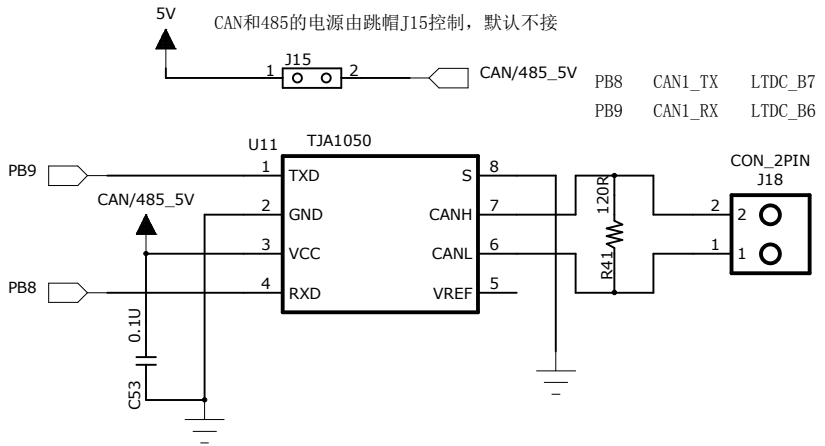 5V
CAN和485的电源由跳帽J15控制，默认不接
J15
1
2
CAN/485_5V
PB8 CAN1_TX LTDC_B7
PB9 CAN1_RX LTDC_B6
U11 TJA1050
PB9
1 TXD
S 8
CAN/485_5V
2 GND
CANH 7
3 VCC
CANL 6
PB8
4 RXD
VREF 5
0.1U
C53
120R
R41
CON_2PIN
J18
2 2
1 1